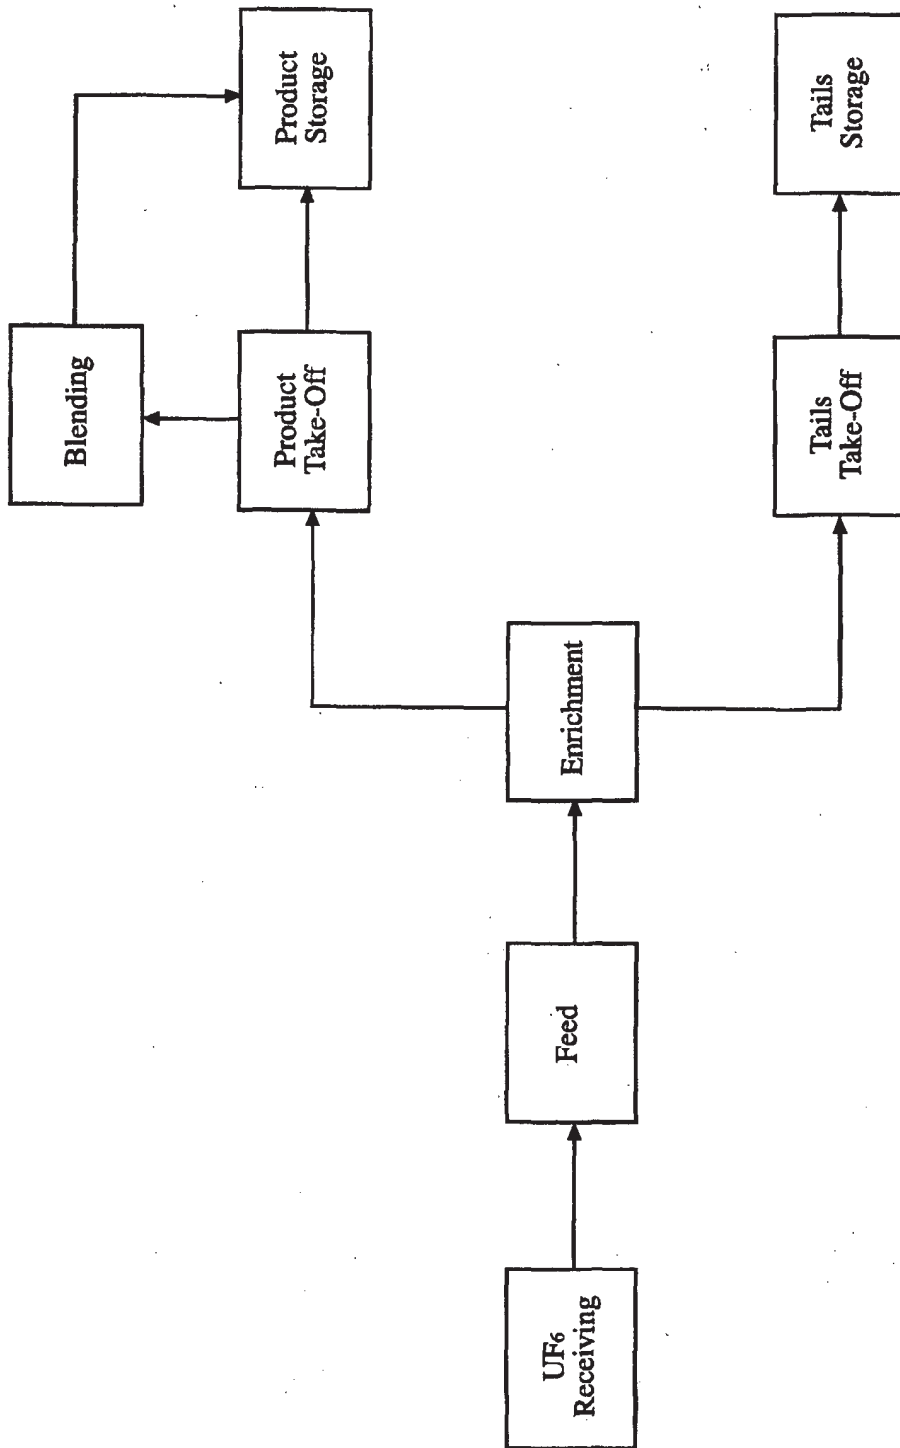 UF6
Receiving
Feed
Enrichment
Product
Take-Off
Blending
Product
Storage
Tails
Take-Off
Tails
Storage